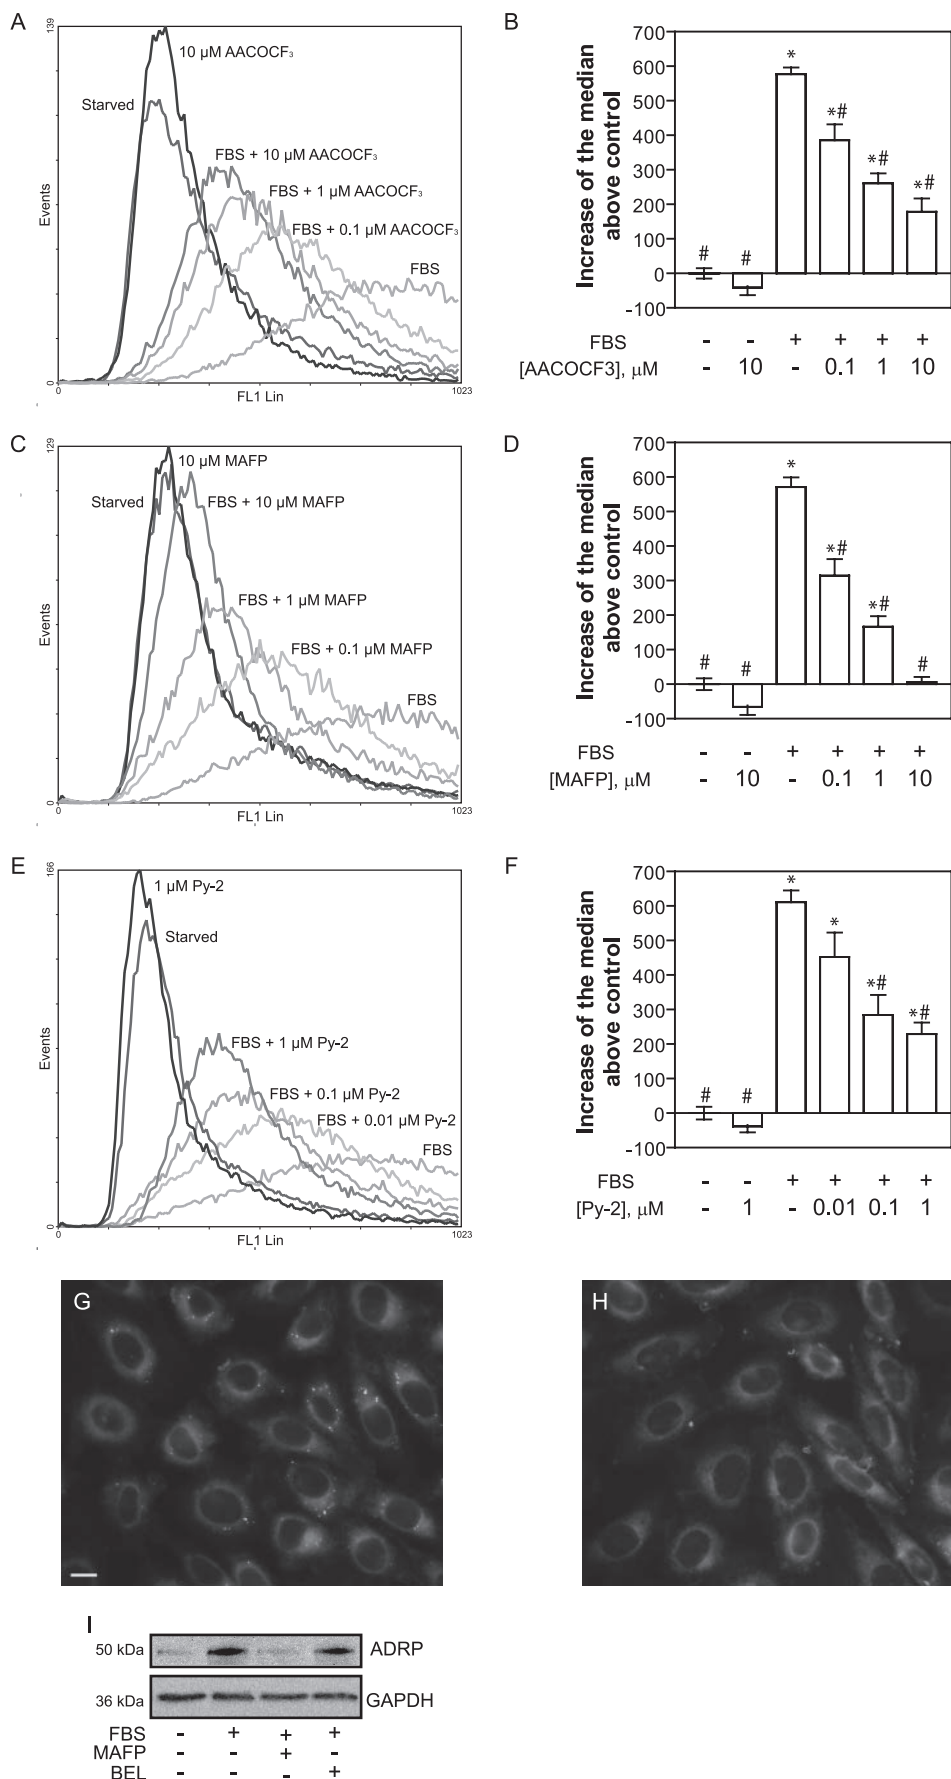 A
139
10 µM AACOCF₃
Starved
FBS + 10 µM AACOCF₃
FBS + 1 µM AACOCF₃
FBS + 0.1 µM AACOCF₃
FBS
Events
0
0
FL1 Lin
1023
B
700
600
500
400
300
200
100
0
-100
Increase of the median
above control
# # * *# *# *#
FBS - - + + + +
[AACOCF3], µM - 10 - 0.1 1 10
C
129
10 µM MAFP
Starved
FBS + 10 µM MAFP
FBS + 1 µM MAFP
FBS + 0.1 µM MAFP
FBS
Events
0
0
FL1 Lin
1023
D
700
600
500
400
300
200
100
0
-100
Increase of the median
above control
# # * *# *# #
FBS - - + + + +
[MAFP], µM - 10 - 0.1 1 10
E
166
1 µM Py-2
Starved
FBS + 1 µM Py-2
FBS + 0.1 µM Py-2
FBS + 0.01 µM Py-2
FBS
Events
0
0
FL1 Lin
1023
F
700
600
500
400
300
200
100
0
-100
Increase of the median
above control
# # * * *# *#
FBS - - + + + +
[Py-2], µM - 1 - 0.01 0.1 1
G
H
I
50 kDa ADRP
36 kDa GAPDH
FBS - + + +
MAFP - - + -
BEL - - - +